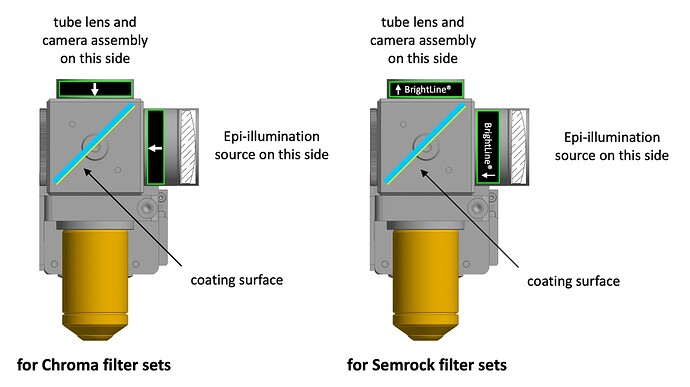 tube lens and
camera assembly
on this side
Epi-illumination
source on this side
coating surface
for Chroma filter sets
tube lens and
camera assembly
on this side
BrightLine®
BrightLine®
Epi-illumination
source on this side
coating surface
for Semrock filter sets